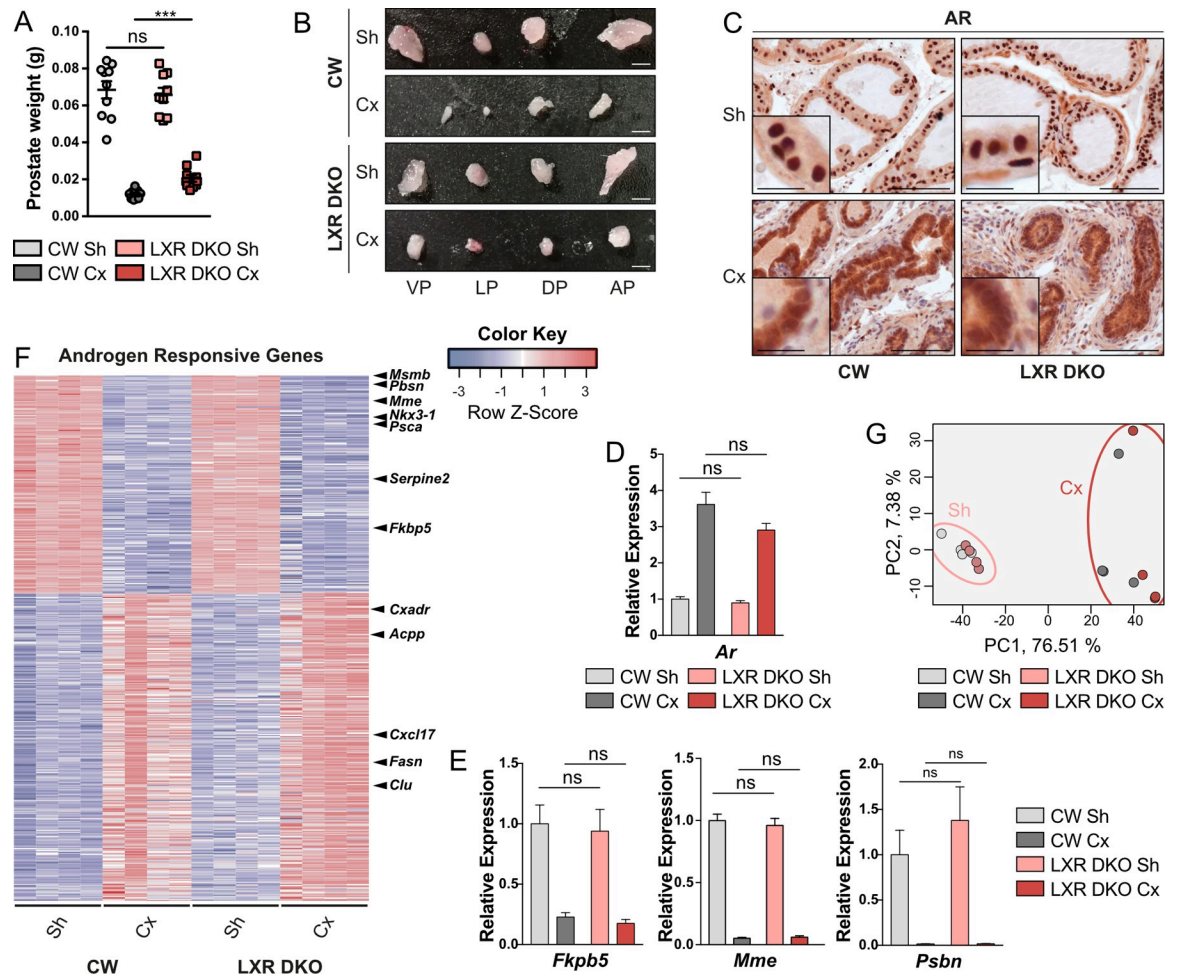 A
***
ns
Prostate weight (g)
0.10
0.08
0.06
0.04
0.02
0.00
CW Sh
LXR DKO Sh
CW Cx
LXR DKO Cx
B
CW
Sh
Cx
LXR DKO
Sh
Cx
VP LP DP AP
C
AR
Sh
Cx
CW LXR DKO
F
Androgen Responsive Genes
Color Key
-3 -1 1 3
Row Z-Score
Msmb
Pbsn
Mme
Nkx3-1
Psca
Serpine2
Fkbp5
Cxadr
Acpp
Cxcl17
Fasn
Clu
Sh Cx Sh Cx
CW LXR DKO
D
Relative Expression
5
4
3
2
1
0
ns
ns
Ar
CW Sh
LXR DKO Sh
CW Cx
LXR DKO Cx
G
PC2, 7.38 %
30
20
10
0
-10
Sh
Cx
-40 -20 0 20 40
PC1, 76.51 %
CW Sh
LXR DKO Sh
CW Cx
LXR DKO Cx
E
Relative Expression
1.5
1.0
0.5
0.0
ns
ns
Fkpb5
Relative Expression
1.5
1.0
0.5
0.0
ns
ns
Mme
Relative Expression
2.0
1.5
1.0
0.5
0.0
ns
ns
Psbn
CW Sh
CW Cx
LXR DKO Sh
LXR DKO Cx